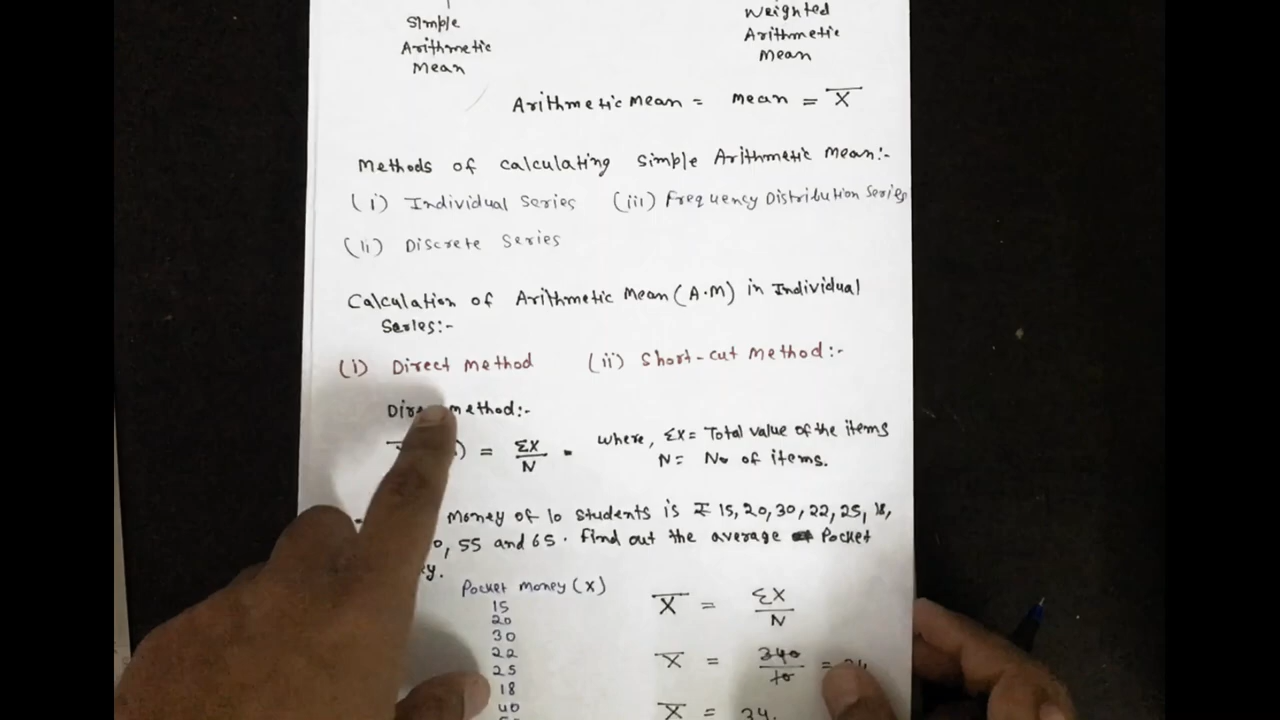 Simple
Arithmetic
Mean
Weighted
Arithmetic
Mean
Arithmetic Mean = Mean = X̅
Methods of calculating Simple Arithmetic Mean:-
(i) Individual Series (iii) Frequency Distribution Series
(ii) Discrete Series
Calculation of Arithmetic Mean (A.M) in Individual
Series:-
(i) Direct Method (ii) Short-cut Method:-
method:-
= ΣX/N
where, ΣX = Total value of the items
N = No of items.
Money of 10 students is ₹ 15, 20, 30, 22, 25, 18,
, 55 and 65. Find out the average Pocket
Pocket money (X)
15
20
30
22
25
18
40
X̅ = ΣX/N
X̅ = 340/10 =
X̅ = 34.